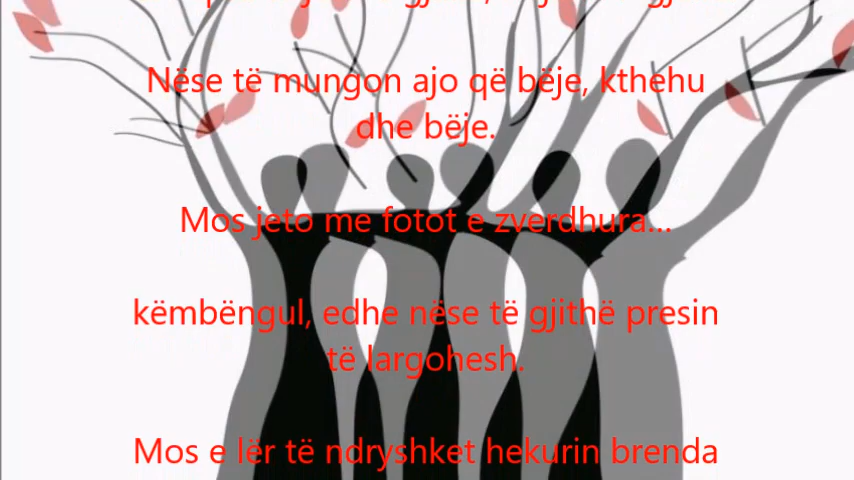 Nëse të mungon ajo që bëje, kthehu
dhe bëje.
Mos jeto me fotot e zverdhura...
këmbëngul, edhe nëse të gjithë presin
të largohesh.
Mos e lër të ndryshket hekurin brenda